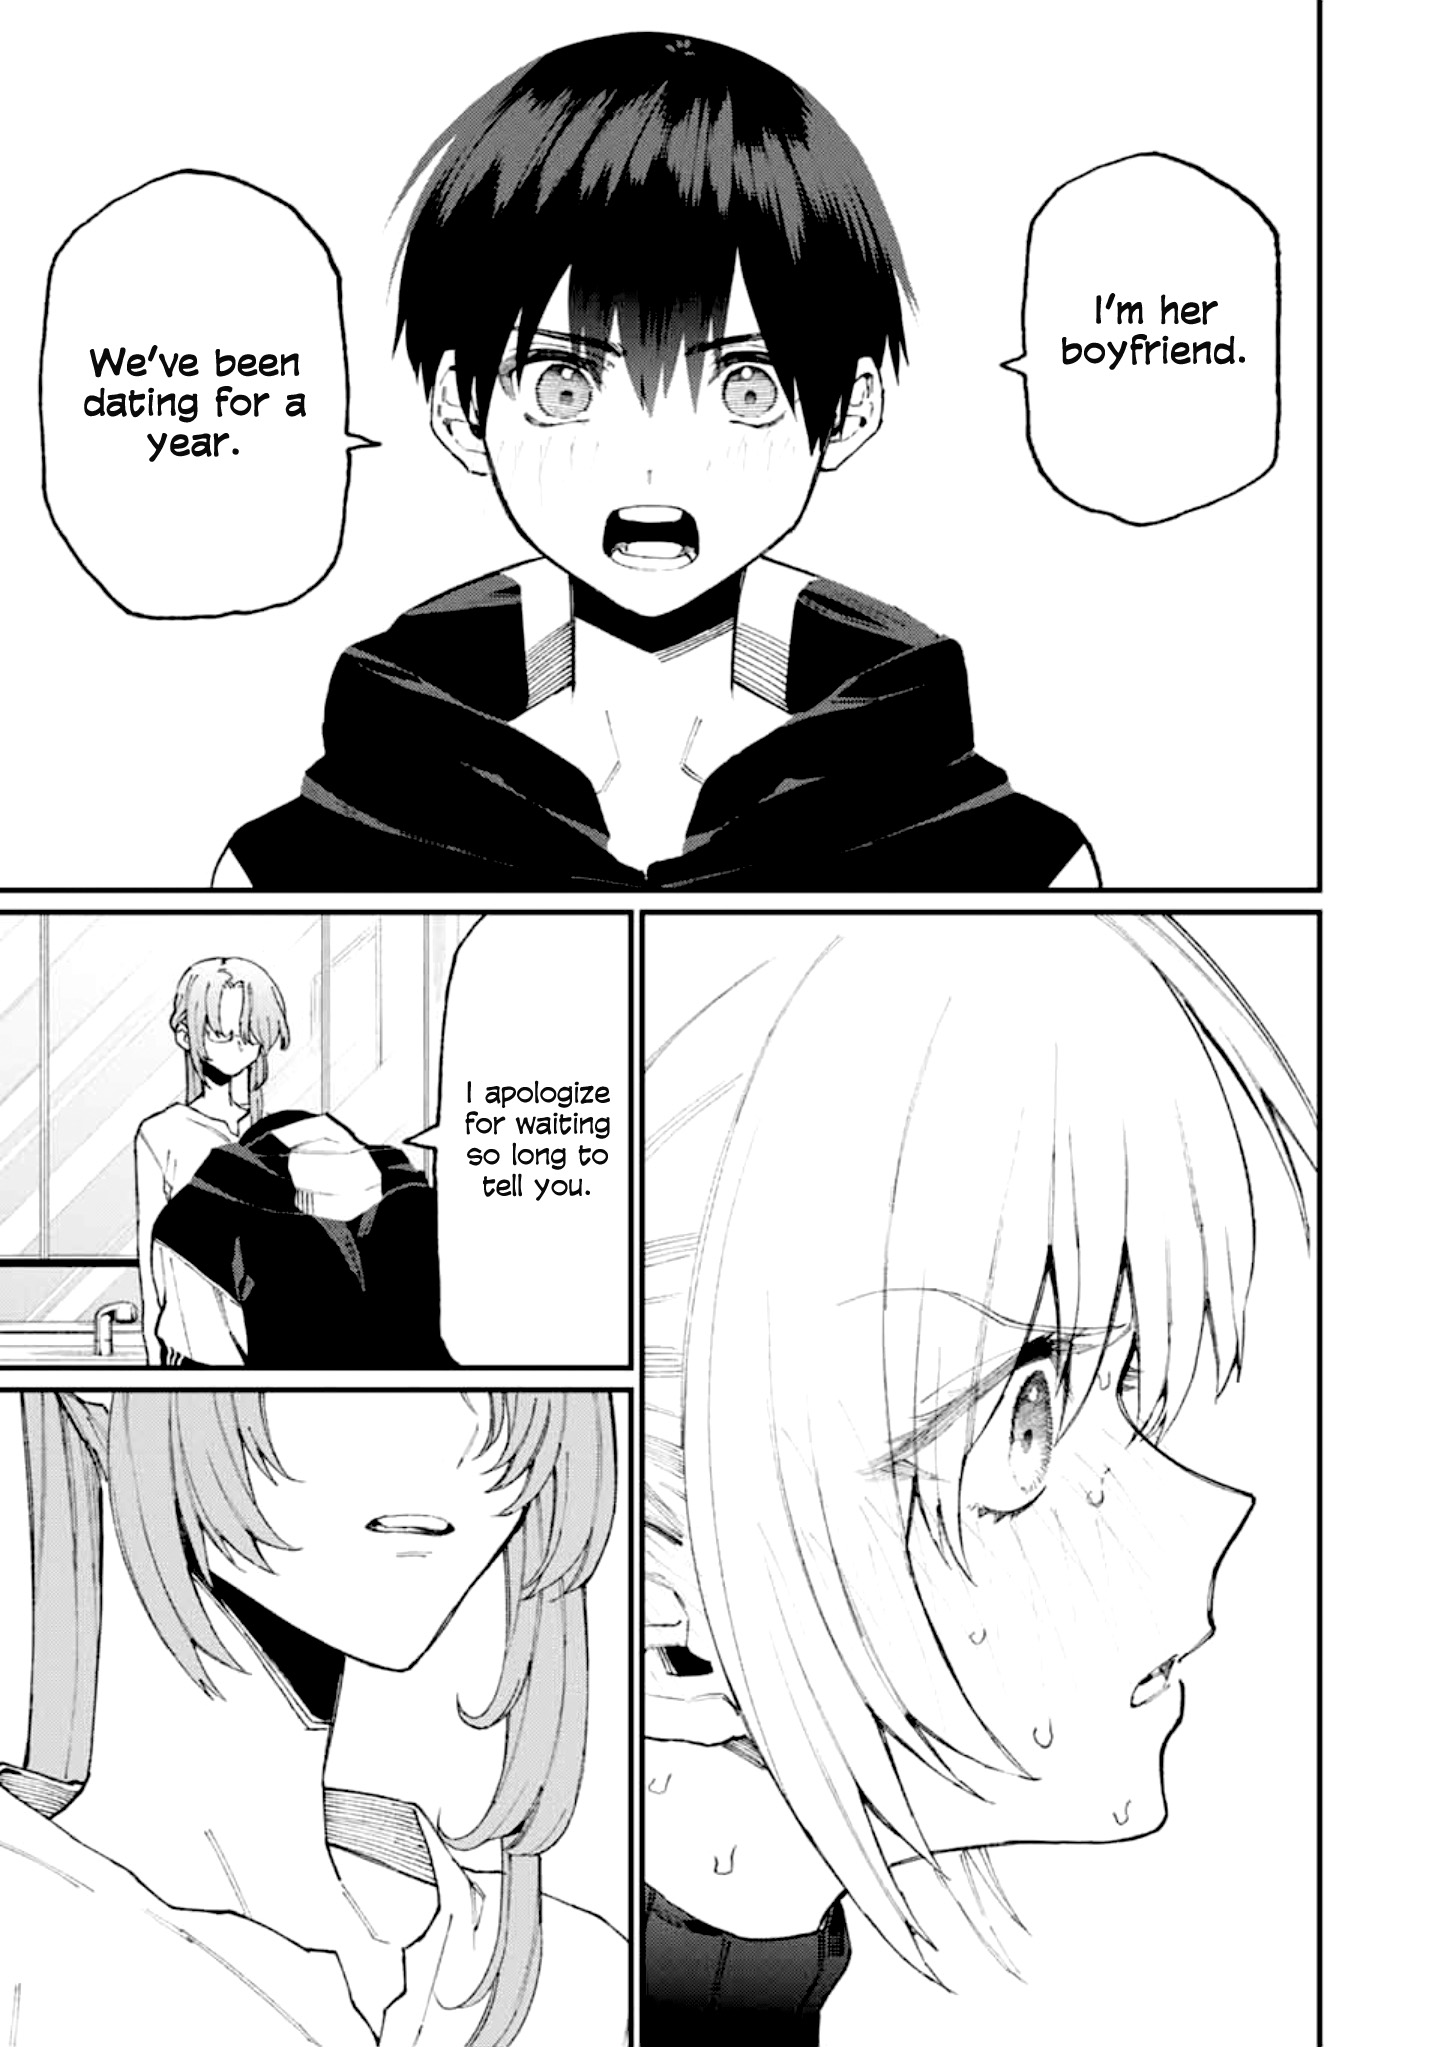 I'm her
boyfriend.
We've been
dating for a
year.
I apologize
for waiting
so long to
tell you.